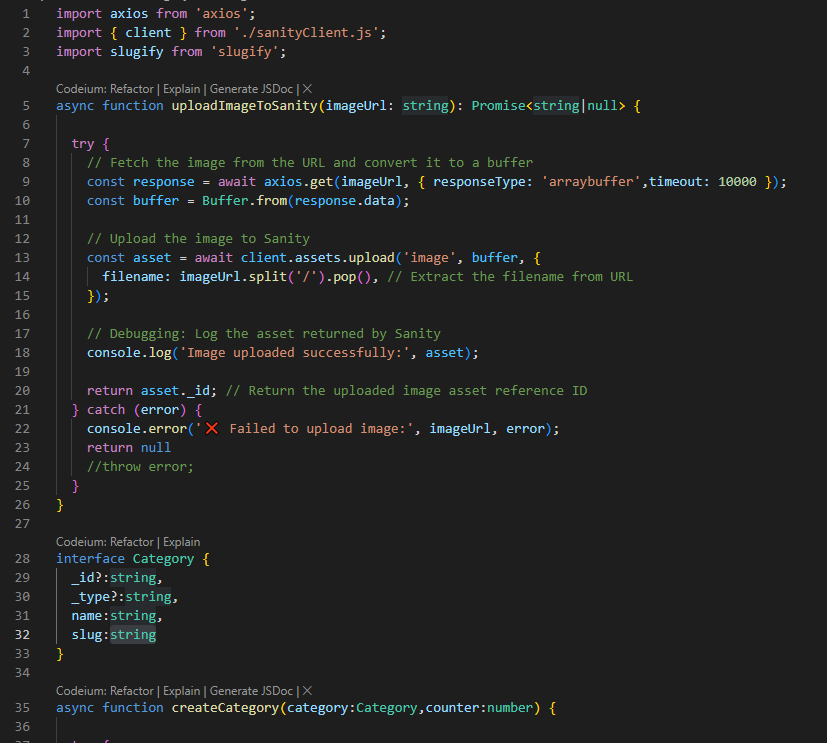 1 import axios from 'axios';
2 import { client } from './sanityClient.js';
3 import slugify from 'slugify';
4
Codeium: Refactor | Explain | Generate JSDoc | ✕
5 async function uploadImageToSanity(imageUrl: string): Promise<string|null> {
6
7 try {
8 // Fetch the image from the URL and convert it to a buffer
9 const response = await axios.get(imageUrl, { responseType: 'arraybuffer',timeout: 10000 });
10 const buffer = Buffer.from(response.data);
11
12 // Upload the image to Sanity
13 const asset = await client.assets.upload('image', buffer, {
14 filename: imageUrl.split('/').pop(), // Extract the filename from URL
15 });
16
17 // Debugging: Log the asset returned by Sanity
18 console.log('Image uploaded successfully:', asset);
19
20 return asset._id; // Return the uploaded image asset reference ID
21 } catch (error) {
22 console.error('❌ Failed to upload image:', imageUrl, error);
23 return null
24 //throw error;
25 }
26 }
27
Codeium: Refactor | Explain
28 interface Category {
29 _id?:string,
30 _type?:string,
31 name:string,
32 slug:string
33 }
34
Codeium: Refactor | Explain | Generate JSDoc | ✕
35 async function createCategory(category:Category,counter:number) {
36